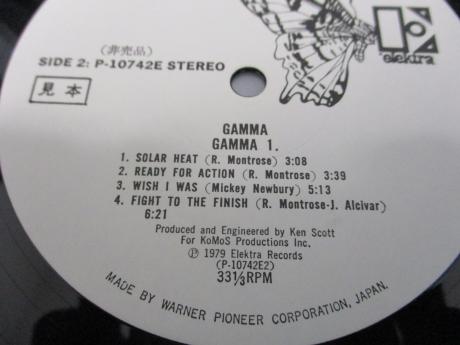 (非売品)
SIDE 2: P-10742E STEREO
見本
elektra
GAMMA
GAMMA 1.
1. SOLAR HEAT (R. Montrose) 3:08
2. READY FOR ACTION (R. Montrose) 3:39
3. WISH I WAS (Mickey Newbury) 5:13
4. FIGHT TO THE FINISH (R. Montrose-J. Alcivar)
6:21
Produced and Engineered by Ken Scott
For KoMoS Productions Inc.
Ⓟ 1979 Elektra Records
(P-10742E2)
33⅓RPM
MADE BY WARNER PIONEER CORPORATION, JAPAN.